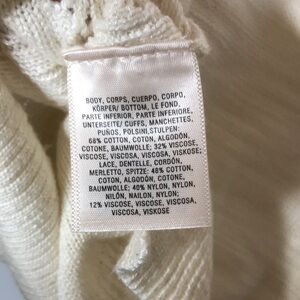 BODY, CORPS, CUERPO, CORPO,
KÖRPER/ BOTTOM, LE FOND,
PARTE INFERIOR, PARTE INFERIORE,
UNTERSEITE/ CUFFS, MANCHETTES,
PUÑOS, POLSINI,STULPEN:
68% COTTON, COTON, ALGODÓN,
COTONE, BAUMWOLLE; 32% VISCOSE,
VISCOSE, VISCOSA, VISCOSA, VISKOSE;
LACE, DENTELLE, CORDÓN,
MERLETTO, SPITZE: 48% COTTON,
COTON, ALGODÓN, COTONE,
BAUMWOLLE; 40% NYLON, NYLON,
NILÓN, NAILON, NYLON;
12% VISCOSE, VISCOSE, VISCOSA,
VISCOSA, VISKOSE